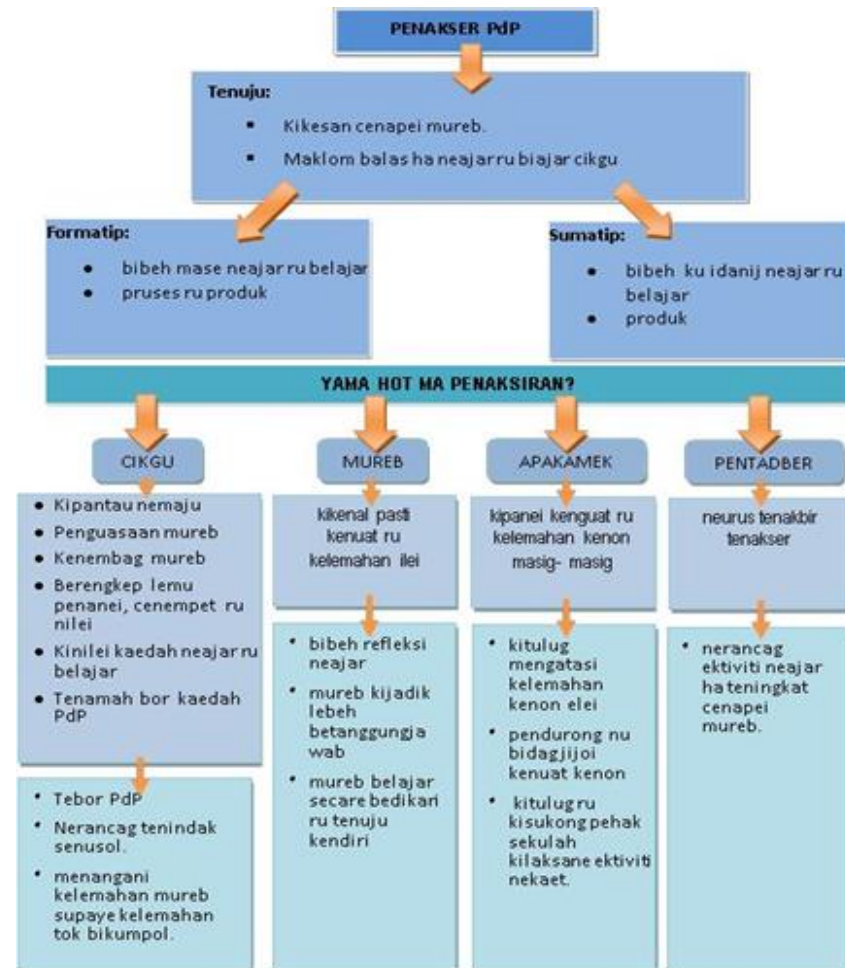 PENAKSER PdP
Tenuju:
▪ Kikesan cenapei mureb.
▪ Maklom balas ha neajar ru biajar cikgu
Formatip:
● bibeh mase neajar ru belajar
● pruses ru produk
Sumatip:
● bibeh ku idanij neajar ru
belajar
● produk
YAMA HOT MA PENAKSIRAN?
CIKGU
● Kipantau nemaju
● Penguasaan mureb
● Kenembag mureb
● Berengkep lemu
penanei, cenempet ru
nilei
● Kinilei kaedah neajar ru
belajar
● Tenamah bor kaedah
PdP
• Tebor PdP
• Nerancag tenindak
senusol.
• menangani
kelemahan mureb
supaye kelemahan
tok bikumpol.
MUREB
kikenal pasti
kenuat ru
kelemahan ilei
• bibeh refleksi
neajar
• mureb kijadik
lebeh
betanggungja
wab
• mureb belajar
secare bedikari
ru tenuju
kendiri
APAKAMEK
kipanei kenguat ru
kelemahan kenon
masig- masig
• kitulug
mengatasi
kelemahan
kenon elei
• pendurong nu
bidagjijoi
kenuat kenon
• kitulug ru
kisukong pehak
sekulah
kilaksane ektiviti
nekaet.
PENTADBER
neurus tenakbir
tenakser
• nerancag
ektiviti neajar
ha teningkat
cenapei
mureb.